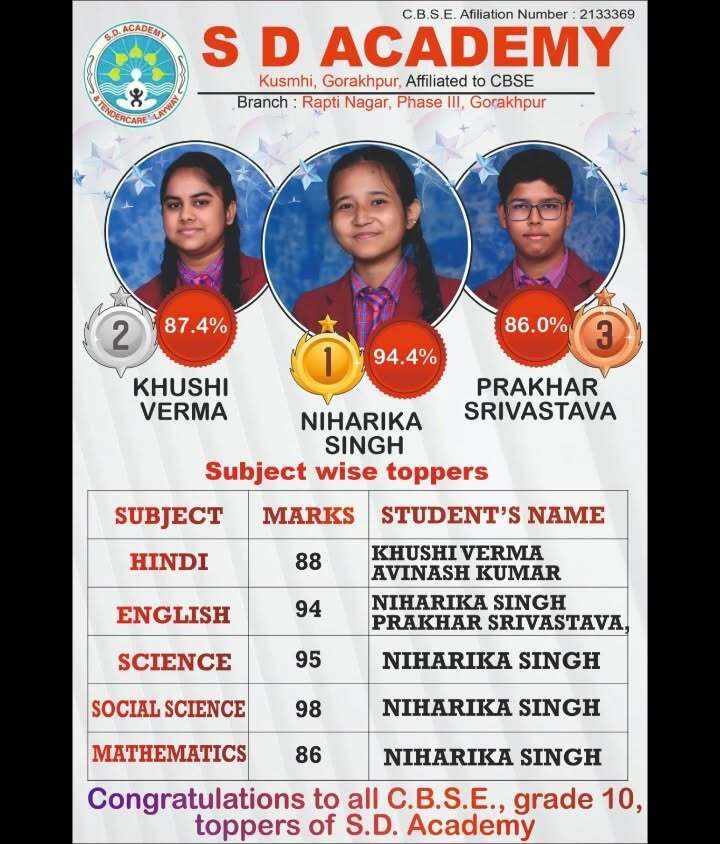 C.B.S.E. Afiliation Number : 2133369
S.D. ACADEMY
& TENDERCARE PLAYWAY
S D ACADEMY
Kusmhi, Gorakhpur, Affiliated to CBSE
Branch : Rapti Nagar, Phase III, Gorakhpur
2
87.4%
KHUSHI
VERMA
1
94.4%
NIHARIKA
SINGH
86.0%
3
PRAKHAR
SRIVASTAVA
Subject wise toppers
SUBJECT MARKS STUDENT'S NAME
HINDI 88 KHUSHI VERMA
AVINASH KUMAR
ENGLISH 94 NIHARIKA SINGH
PRAKHAR SRIVASTAVA,
SCIENCE 95 NIHARIKA SINGH
SOCIAL SCIENCE 98 NIHARIKA SINGH
MATHEMATICS 86 NIHARIKA SINGH
Congratulations to all C.B.S.E., grade 10,
toppers of S.D. Academy